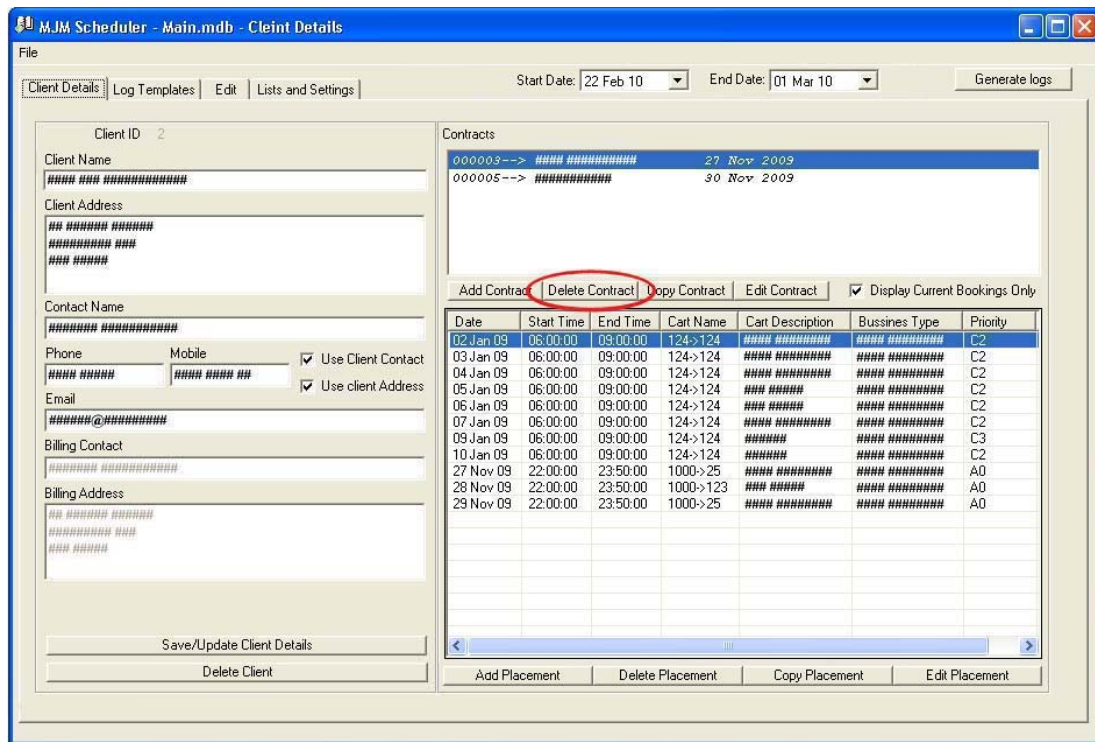 MJM Scheduler - Main.mdb - Cleint Details
File
Client Details Log Templates Edit Lists and Settings
Start Date: 22 Feb 10 End Date: 01 Mar 10 Generate logs
Client ID 2
Client Name
#### ### ############
Client Address
## ###### ######
######### ###
### #####
Contact Name
####### ###########
Phone Mobile
#### ##### #### #### ##
Use Client Contact
Use client Address
Email
######@##########
Billing Contact
####### ###########
Billing Address
## ###### ######
######### ###
### #####
Save/Update Client Details
Delete Client
Contracts
000003--> #### ########## 27 Nov 2009
000005--> ########### 30 Nov 2009
Add Contract Delete Contract Copy Contract Edit Contract Display Current Bookings Only
Date Start Time End Time Cart Name Cart Description Bussines Type Priority
02 Jan 09 06:00:00 09:00:00 124->124 #### ######## #### ######## C2
03 Jan 09 06:00:00 09:00:00 124->124 #### ######## #### ######## C2
04 Jan 09 06:00:00 09:00:00 124->124 #### ######## #### ######## C2
05 Jan 09 06:00:00 09:00:00 124->124 ### ##### #### ######## C2
06 Jan 09 06:00:00 09:00:00 124->124 ### ##### #### ######## C2
07 Jan 09 06:00:00 09:00:00 124->124 #### ######## #### ######## C2
09 Jan 09 06:00:00 09:00:00 124->124 ###### #### ######## C3
10 Jan 09 06:00:00 09:00:00 124->124 ###### #### ######## C2
27 Nov 09 22:00:00 23:50:00 1000->25 #### ######## #### ######## A0
28 Nov 09 22:00:00 23:50:00 1000->123 ### ##### #### ######## A0
29 Nov 09 22:00:00 23:50:00 1000->25 #### ######## #### ######## A0
Add Placement Delete Placement Copy Placement Edit Placement